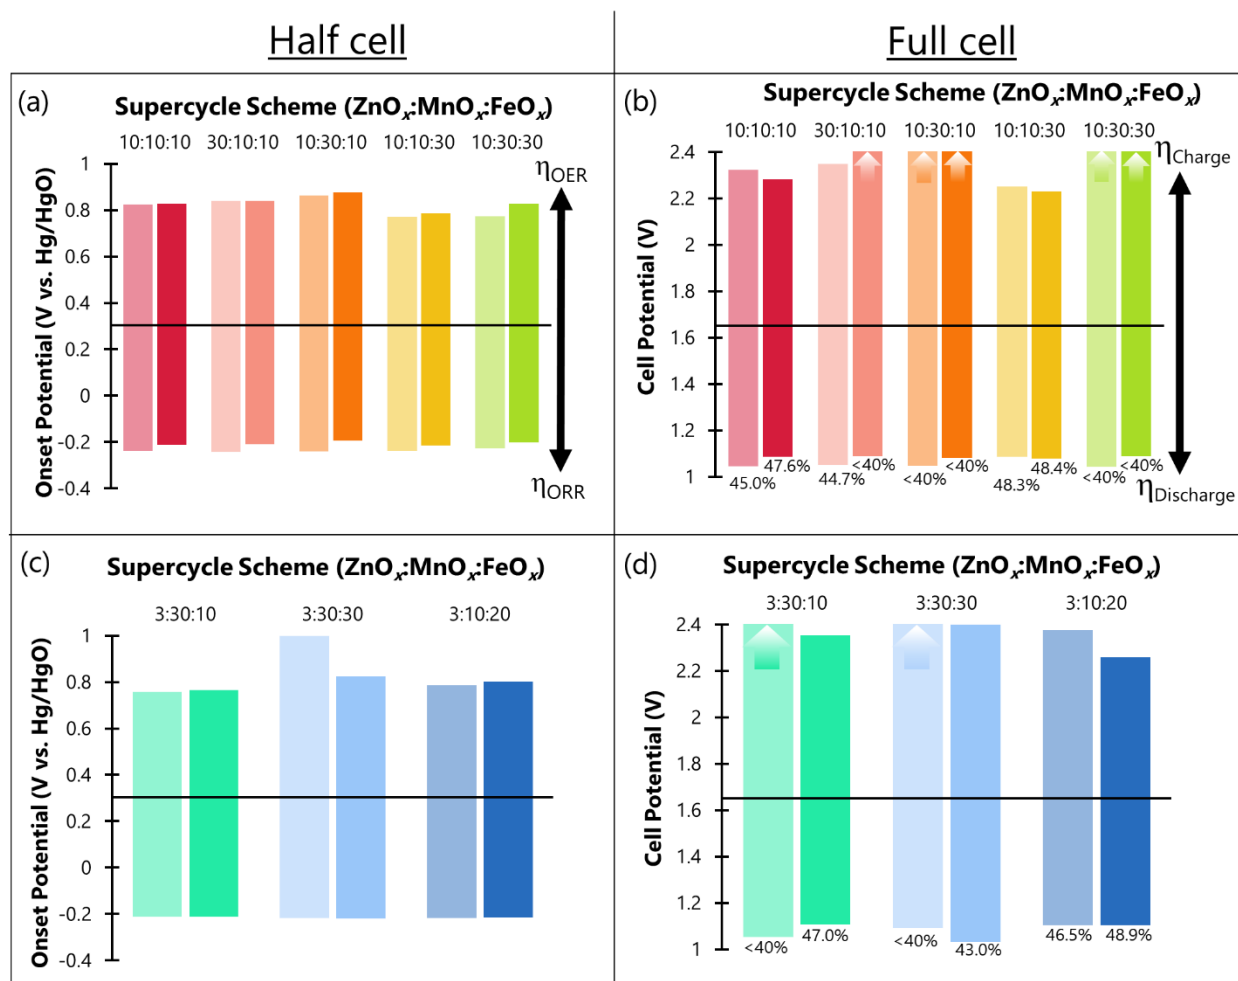 Half cell
Full cell
(a)
Supercycle Scheme (ZnOx:MnOx:FeOx)
10:10:10 30:10:10 10:30:10 10:10:30 10:30:30
Onset Potential (V vs. Hg/HgO)
1
0.8
0.6
0.4
0.2
0
-0.2
-0.4
ηOER
ηORR
(b)
Supercycle Scheme (ZnOx:MnOx:FeOx)
10:10:10 30:10:10 10:30:10 10:10:30 10:30:30
Cell Potential (V)
2.4
2.2
2
1.8
1.6
1.4
1.2
1
ηCharge
ηDischarge
45.0% 47.6% 44.7% <40% <40% <40% 48.3% 48.4% <40% <40%
(c)
Supercycle Scheme (ZnOx:MnOx:FeOx)
3:30:10 3:30:30 3:10:20
Onset Potential (V vs. Hg/HgO)
1
0.8
0.6
0.4
0.2
0
-0.2
-0.4
(d)
Supercycle Scheme (ZnOx:MnOx:FeOx)
3:30:10 3:30:30 3:10:20
Cell Potential (V)
2.4
2.2
2
1.8
1.6
1.4
1.2
1
<40% 47.0% <40% 43.0% 46.5% 48.9%